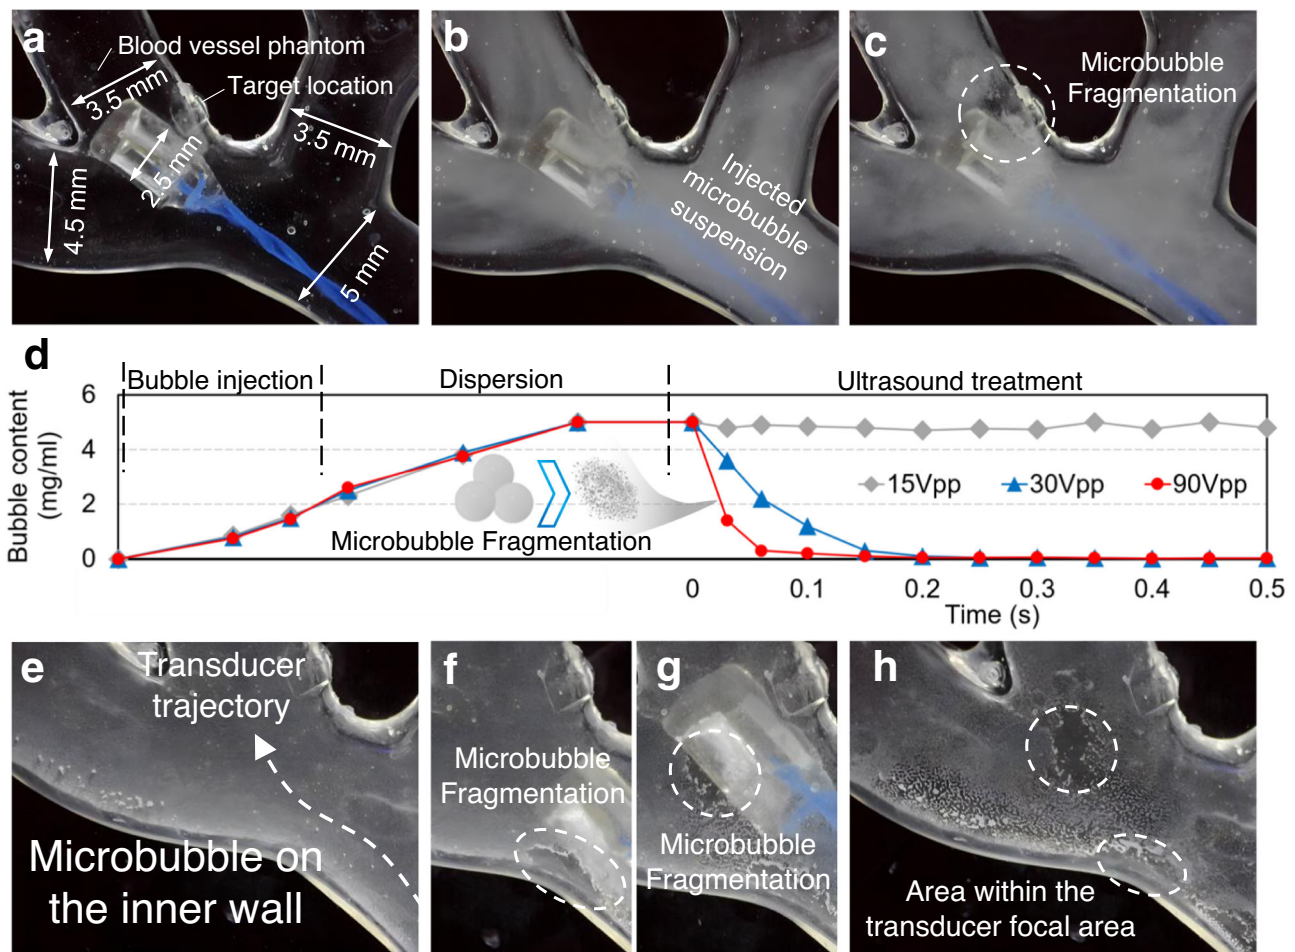 a
Blood vessel phantom
3.5 mm
Target location
3.5 mm
2.5 mm
4.5 mm
5 mm
b
Injected
microbubble
suspension
c
Microbubble
Fragmentation
d
Bubble injection
Dispersion
Ultrasound treatment
Bubble content
(mg/ml)
6
4
2
0
15Vpp
30Vpp
90Vpp
Microbubble Fragmentation
0
0.1
0.2
0.3
0.4
0.5
Time (s)
e
Transducer
trajectory
Microbubble on
the inner wall
f
Microbubble
Fragmentation
g
Microbubble
Fragmentation
h
Area within the
transducer focal area